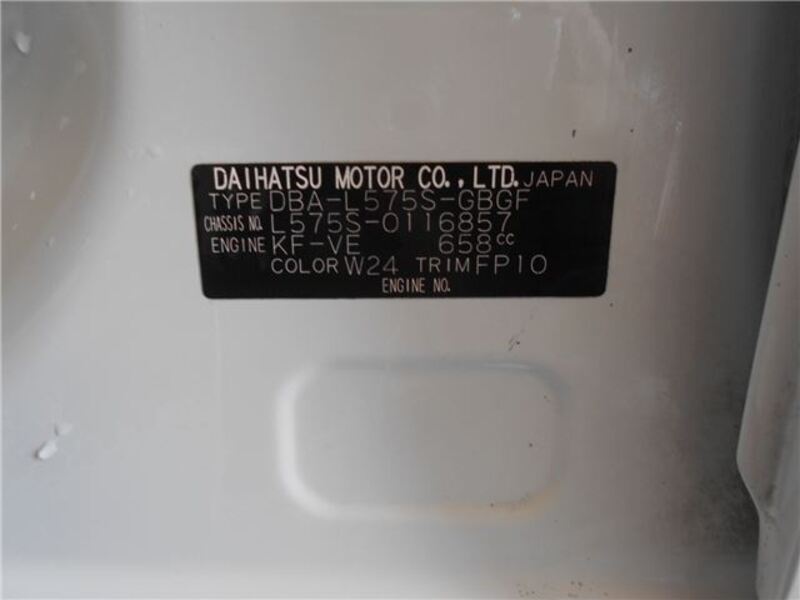 DAIHATSU MOTOR CO.,LTD. JAPAN
TYPE DBA-L575S-GBGF
CHASSIS NO. L575S-0116857
ENGINE KF-VE 658cc
COLOR W24 TRIM FP10
ENGINE NO.